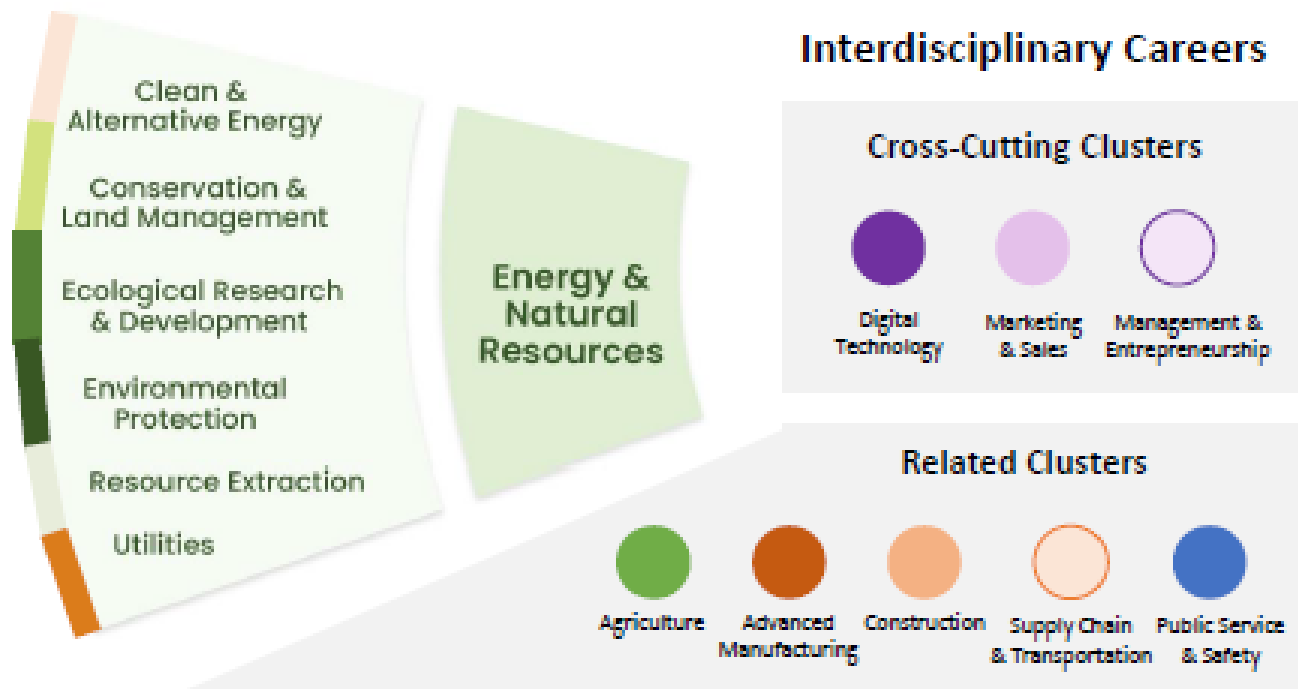 Clean &
Alternative Energy
Conservation &
Land Management
Ecological Research
& Development
Environmental
Protection
Resource Extraction
Utilities
Energy &
Natural
Resources
Interdisciplinary Careers
Cross-Cutting Clusters
Digital
Technology
Marketing
& Sales
Management &
Entrepreneurship
Related Clusters
Agriculture
Advanced
Manufacturing
Construction
Supply Chain
& Transportation
Public Service
& Safety